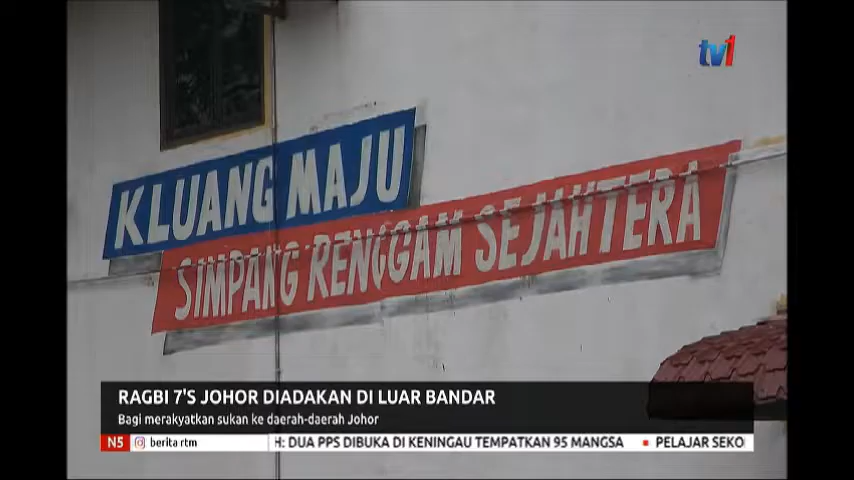 tv1
KLUANG MAJU
SIMPANG RENGGAM SEJAHTERA
RAGBI 7'S JOHOR DIADAKAN DI LUAR BANDAR
Bagi merakyatkan sukan ke daerah-daerah Johor
N5 berita rtm H: DUA PPS DIBUKA DI KENINGAU TEMPATKAN 95 MANGSA ▪ PELAJAR SEKO